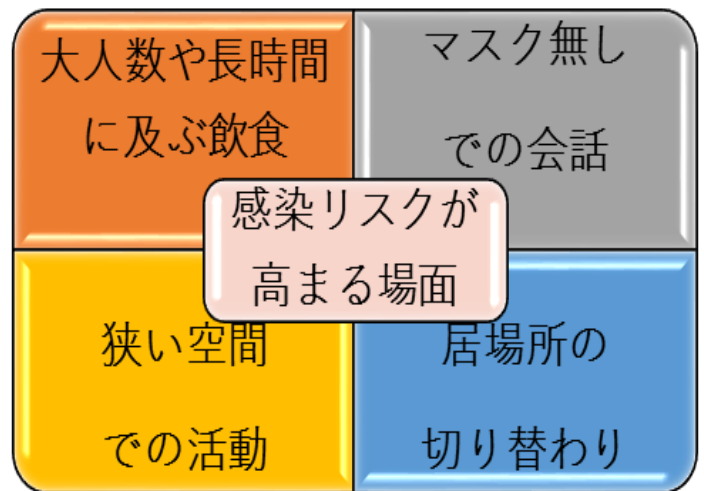 大人数や長時間
に及ぶ飲食
マスク無し
での会話
感染リスクが
高まる場面
狭い空間
での活動
居場所の
切り替わり